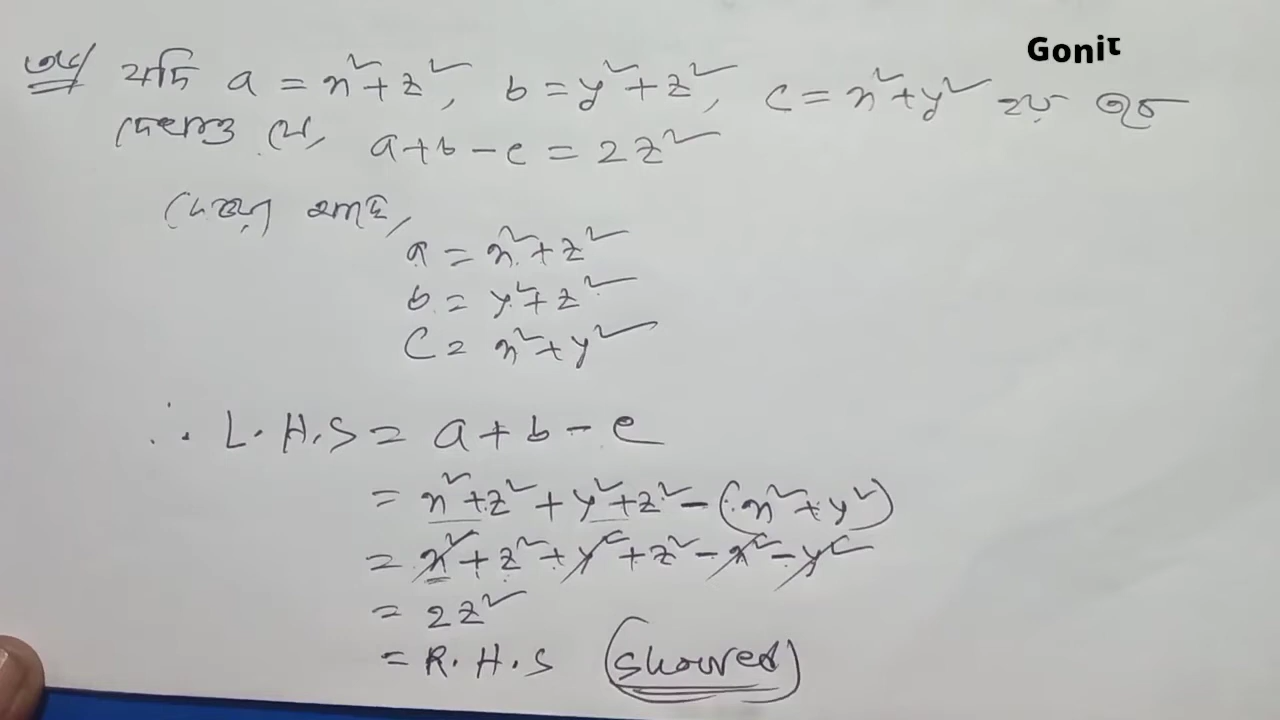 Gonit
যদি a = x² + z², b = y² + z², c = x² + y² হয় তবে
দেখাও যে, a + b - c = 2z²
দেওয়া আছে,
a = x² + z²
b = y² + z²
c = x² + y²
∴ L.H.S = a + b - c
= x² + z² + y² + z² - (x² + y²)
= x² + z² + y² + z² - x² - y²
= 2z²
= R.H.S (Showed)